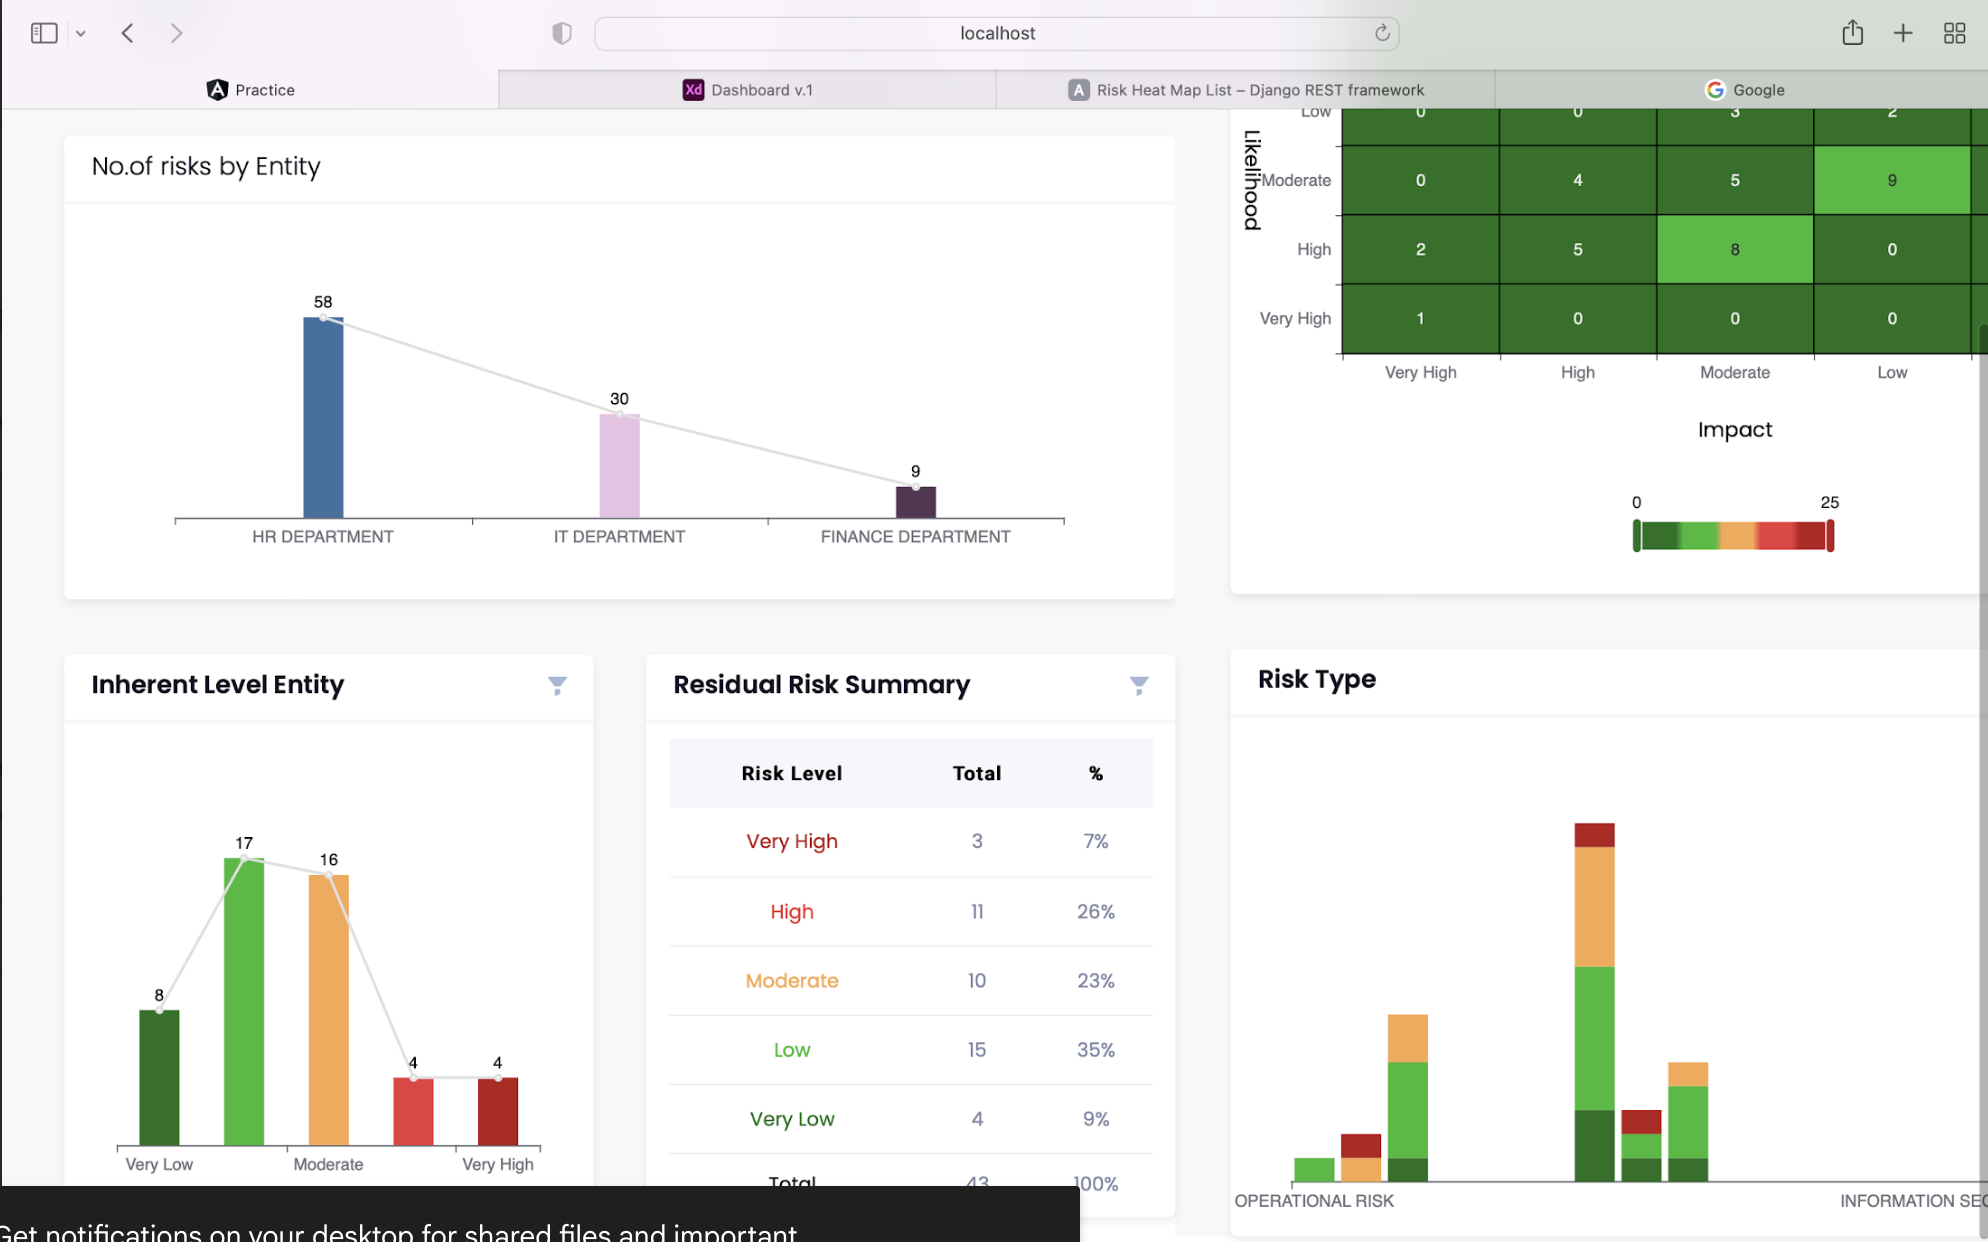 localhost
Practice
Xd Dashboard v.1
A Risk Heat Map List – Django REST framework
G Google
No.of risks by Entity
58
30
9
HR DEPARTMENT IT DEPARTMENT FINANCE DEPARTMENT
Likelihood
Low 0 0 3 2
Moderate 0 4 5 9
High 2 5 8 0
Very High 1 0 0 0
Very High High Moderate Low
Impact
0 25
Inherent Level Entity
8 17 16 4 4
Very Low Moderate Very High
Residual Risk Summary
Risk Level Total %
Very High 3 7%
High 11 26%
Moderate 10 23%
Low 15 35%
Very Low 4 9%
Total 43 100%
Risk Type
OPERATIONAL RISK INFORMATION SEC
Get notifications on your desktop for shared files and important